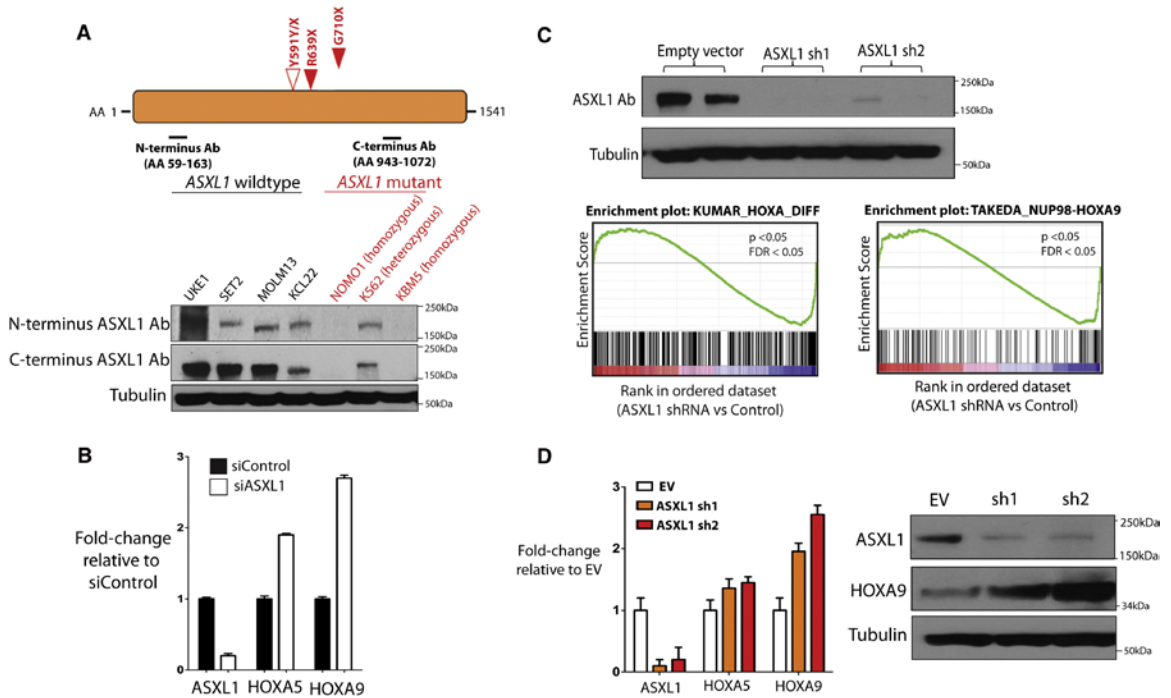 A
Y591Y/X
R639X
G710X
AA 1
1541
N-terminus Ab
(AA 59-163)
C-terminus Ab
(AA 943-1072)
ASXL1 wildtype
ASXL1 mutant
UKE1
SET2
MOLM13
KCL22
NOMO1 (homozygous)
K562 (heterozygous)
KBM5 (homozygous)
N-terminus ASXL1 Ab
250kDa
150kDa
C-terminus ASXL1 Ab
250kDa
150kDa
Tubulin
50kDa
B
siControl
siASXL1
Fold-change
relative to
siControl
3
2
1
0
ASXL1 HOXA5 HOXA9
C
Empty vector ASXL1 sh1 ASXL1 sh2
ASXL1 Ab
250kDa
150kDa
Tubulin
50kDa
Enrichment plot: KUMAR_HOXA_DIFF
p <0.05
FDR < 0.05
Enrichment Score
Rank in ordered dataset
(ASXL1 shRNA vs Control)
Enrichment plot: TAKEDA_NUP98-HOXA9
p <0.05
FDR < 0.05
Enrichment Score
Rank in ordered dataset
(ASXL1 shRNA vs Control)
D
EV
ASXL1 sh1
ASXL1 sh2
Fold-change
relative to EV
3
2
1
0
ASXL1 HOXA5 HOXA9
EV sh1 sh2
ASXL1
250kDa
150kDa
HOXA9
34kDa
Tubulin
50kDa